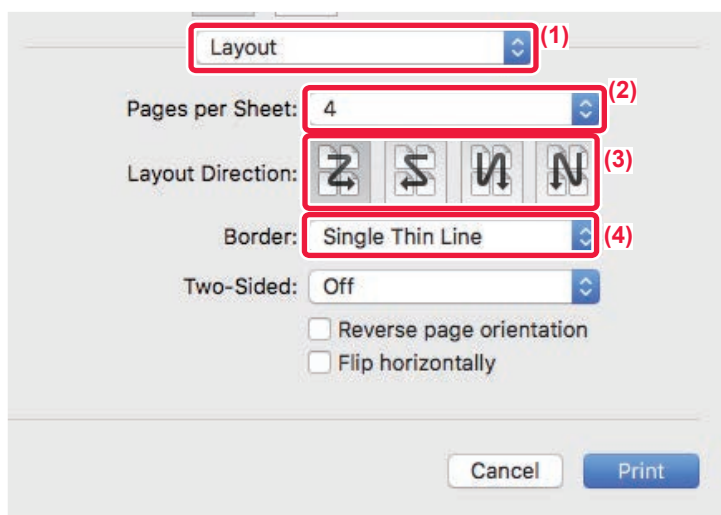 Layout (1)
Pages per Sheet: 4 (2)
Layout Direction: (3)
Border: Single Thin Line (4)
Two-Sided: Off
Reverse page orientation
Flip horizontally
Cancel Print